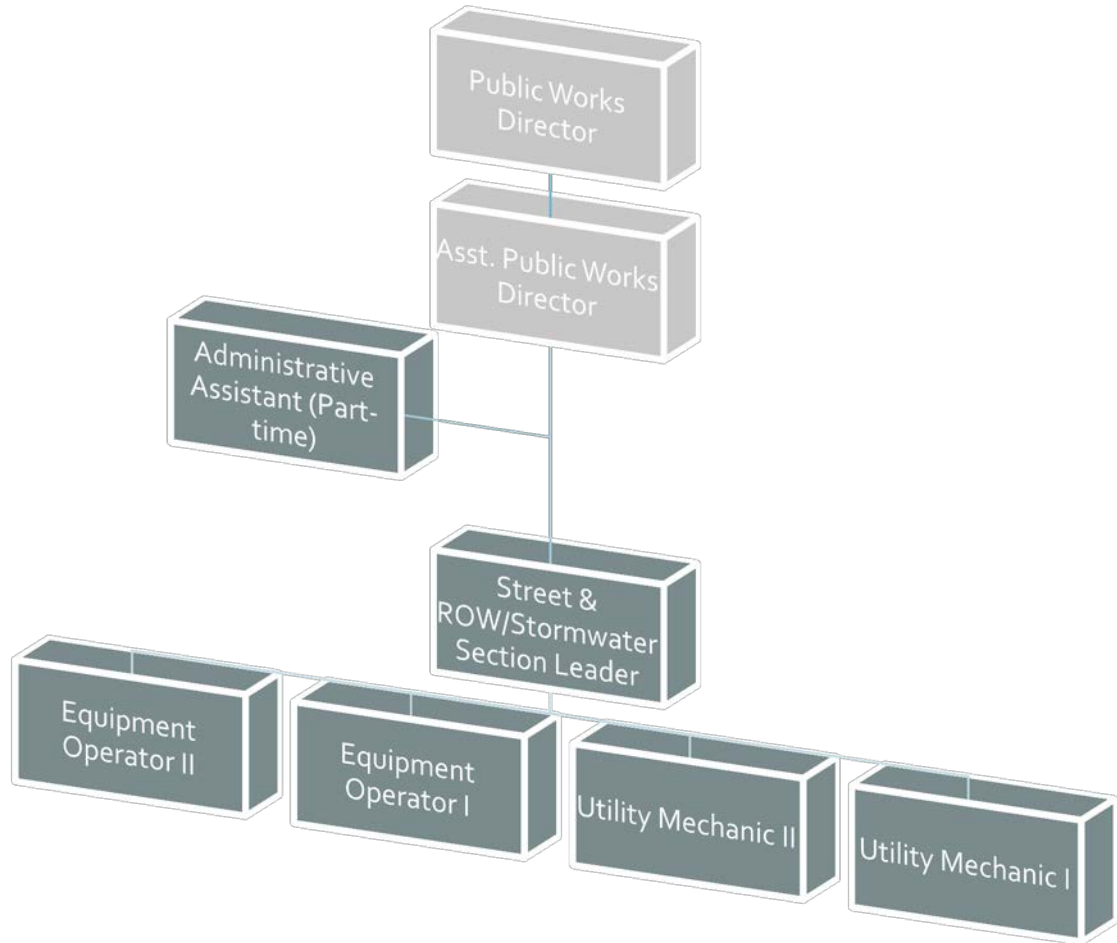 Public Works
Director
Asst. Public Works
Director
Administrative
Assistant (Part-
time)
Street &
ROW/Stormwater
Section Leader
Equipment
Operator II
Equipment
Operator I
Utility Mechanic II
Utility Mechanic I